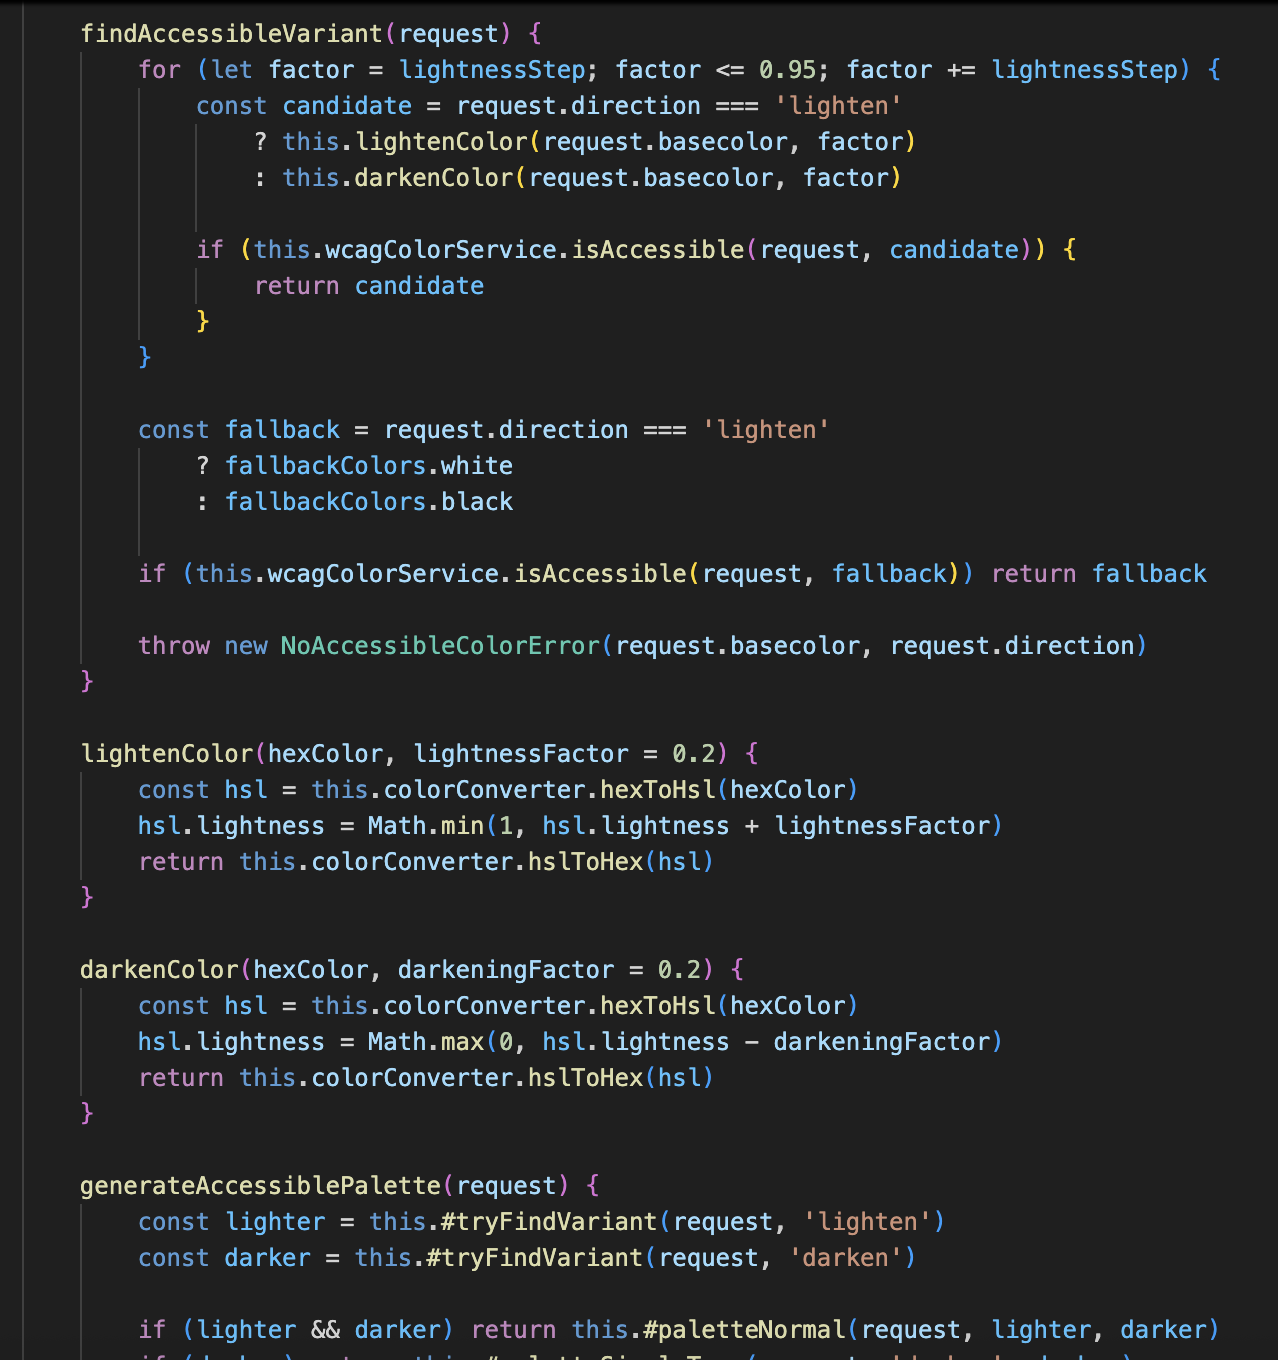 findAccessibleVariant(request) {
for (let factor = lightnessStep; factor <= 0.95; factor += lightnessStep) {
const candidate = request.direction === 'lighten'
? this.lightenColor(request.basecolor, factor)
: this.darkenColor(request.basecolor, factor)
if (this.wcagColorService.isAccessible(request, candidate)) {
return candidate
}
}
const fallback = request.direction === 'lighten'
? fallbackColors.white
: fallbackColors.black
if (this.wcagColorService.isAccessible(request, fallback)) return fallback
throw new NoAccessibleColorError(request.basecolor, request.direction)
}
lightenColor(hexColor, lightnessFactor = 0.2) {
const hsl = this.colorConverter.hexToHsl(hexColor)
hsl.lightness = Math.min(1, hsl.lightness + lightnessFactor)
return this.colorConverter.hslToHex(hsl)
}
darkenColor(hexColor, darkeningFactor = 0.2) {
const hsl = this.colorConverter.hexToHsl(hexColor)
hsl.lightness = Math.max(0, hsl.lightness - darkeningFactor)
return this.colorConverter.hslToHex(hsl)
}
generateAccessiblePalette(request) {
const lighter = this.#tryFindVariant(request, 'lighten')
const darker = this.#tryFindVariant(request, 'darken')
if (lighter && darker) return this.#paletteNormal(request, lighter, darker)